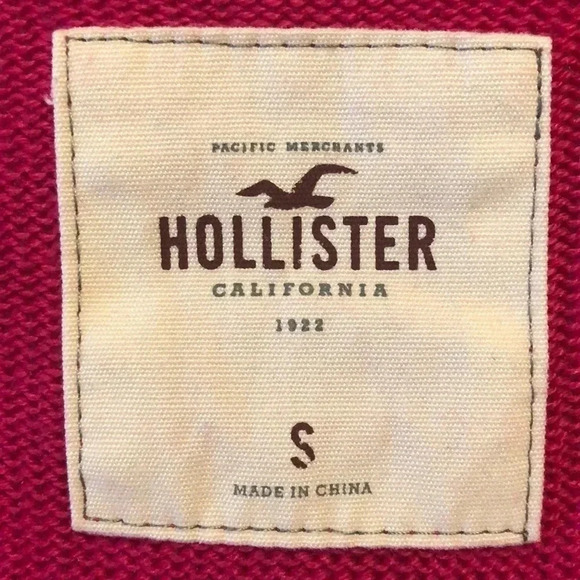 PACIFIC MERCHANTS
HOLLISTER
CALIFORNIA
1922
S
MADE IN CHINA